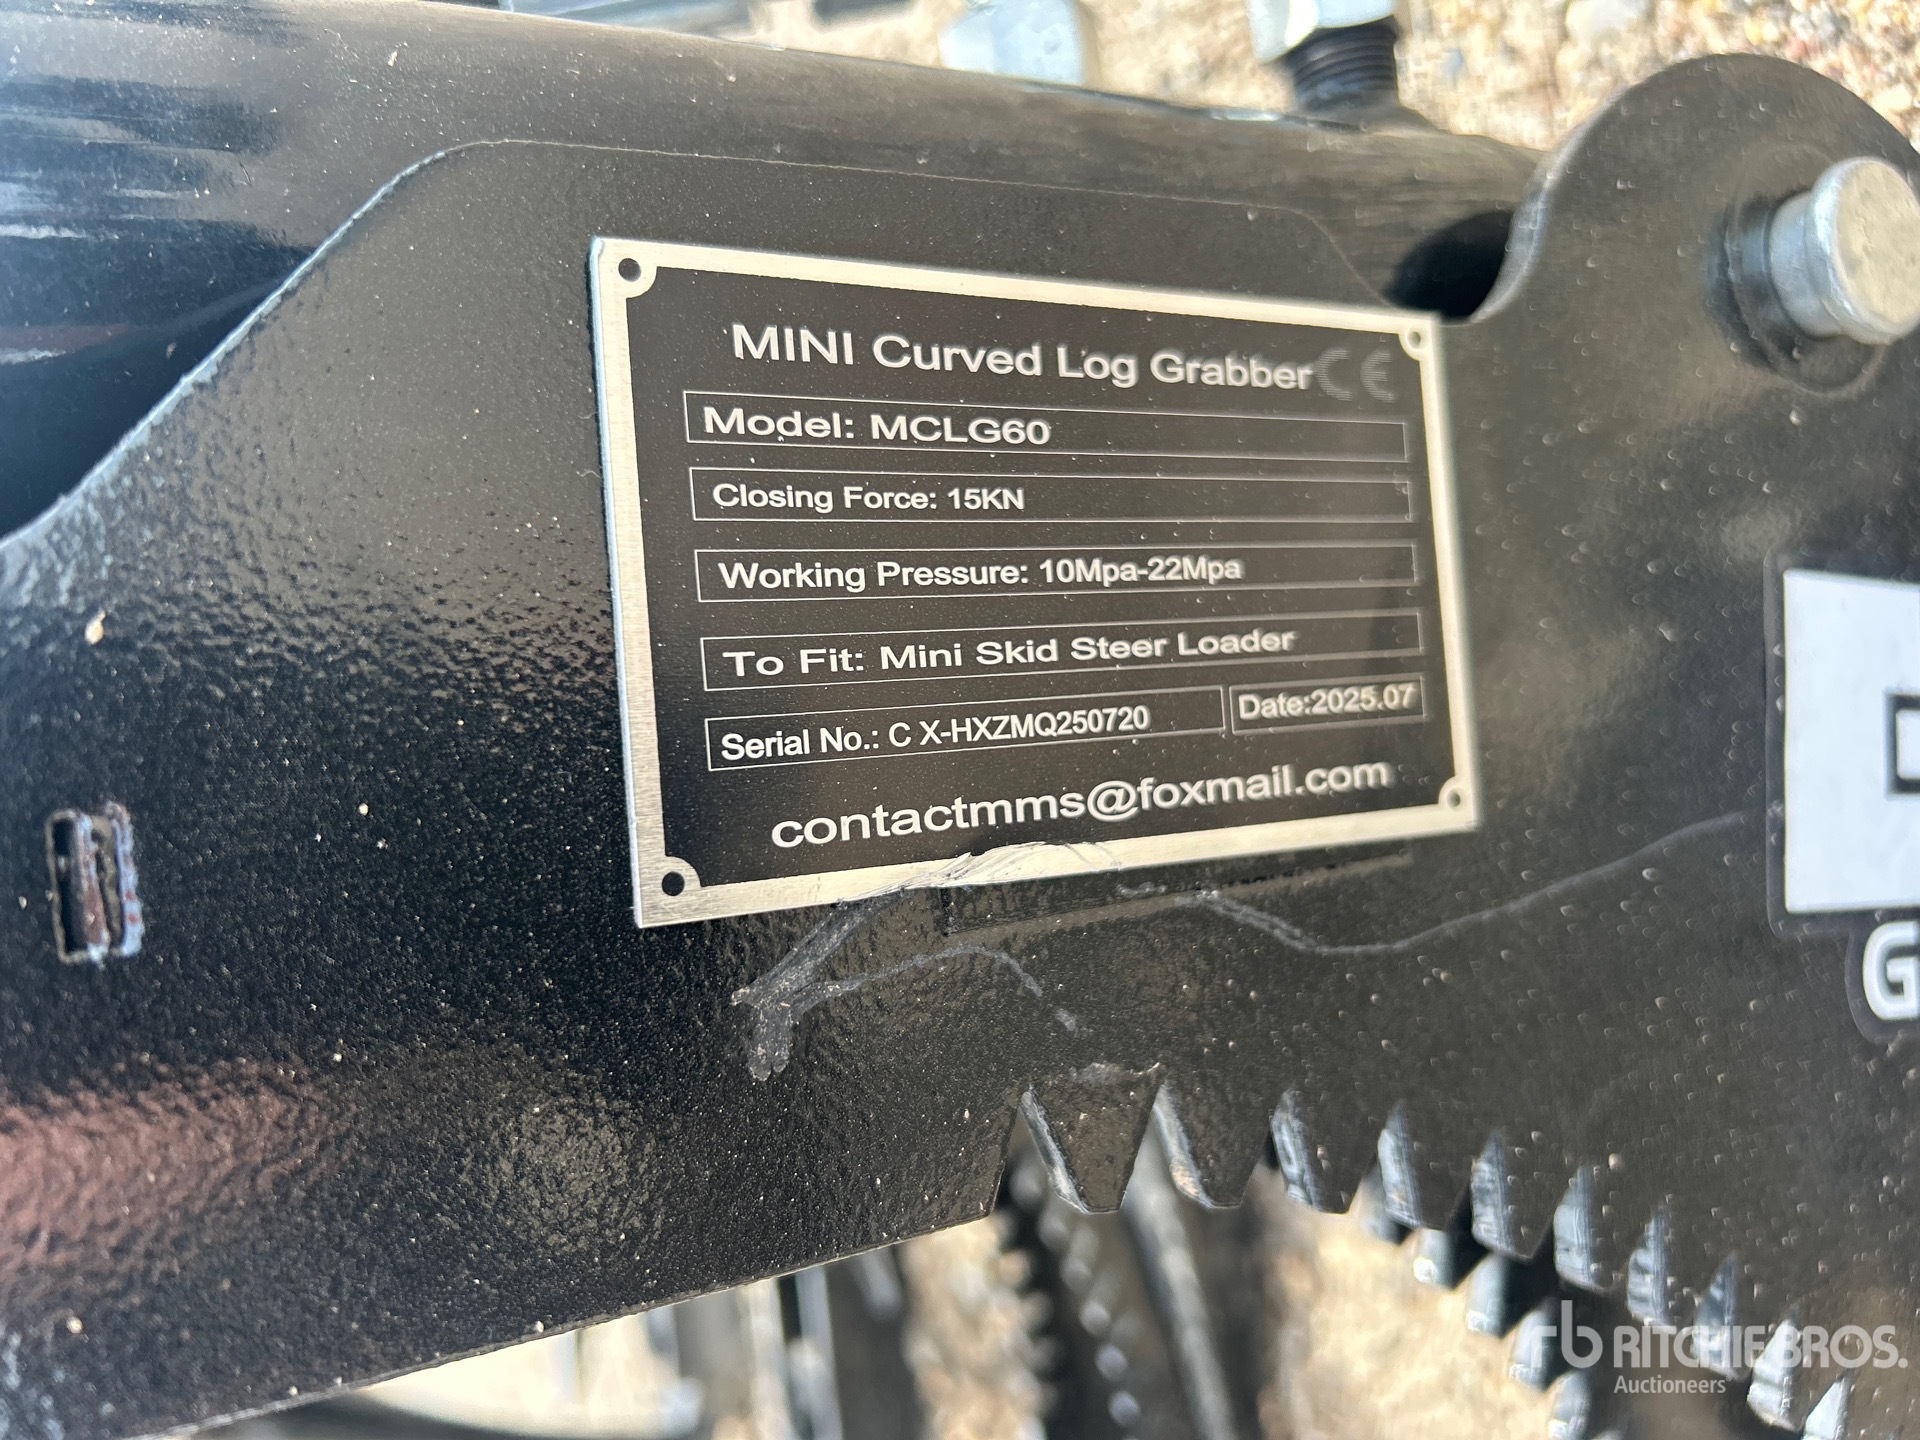 MINI Curved Log Grabber CE
Model: MCLG60
Closing Force: 15KN
Working Pressure: 10Mpa-22Mpa
To Fit: Mini Skid Steer Loader
Serial No.: C X-HXZMQ250720 Date:2025.07
contactmms@foxmail.com
G
rb RITCHIE BROS.
Auctioneers